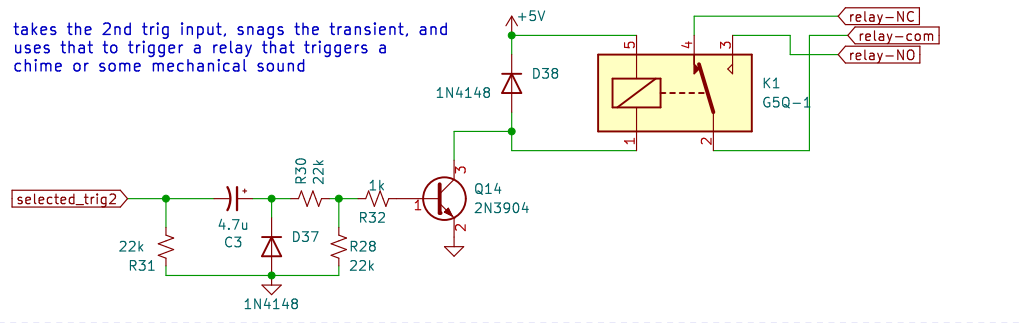 takes the 2nd trig input, snags the transient, and
uses that to trigger a relay that triggers a
chime or some mechanical sound
+5V
relay-NC
relay-com
relay-NO
5
4
3
D38
1N4148
K1
G5Q-1
1
2
R30
22k
3
selected_trig2
+
1k
1
Q14
2N3904
4.7u
C3
R32
2
22k
R31
D37
R28
22k
1N4148